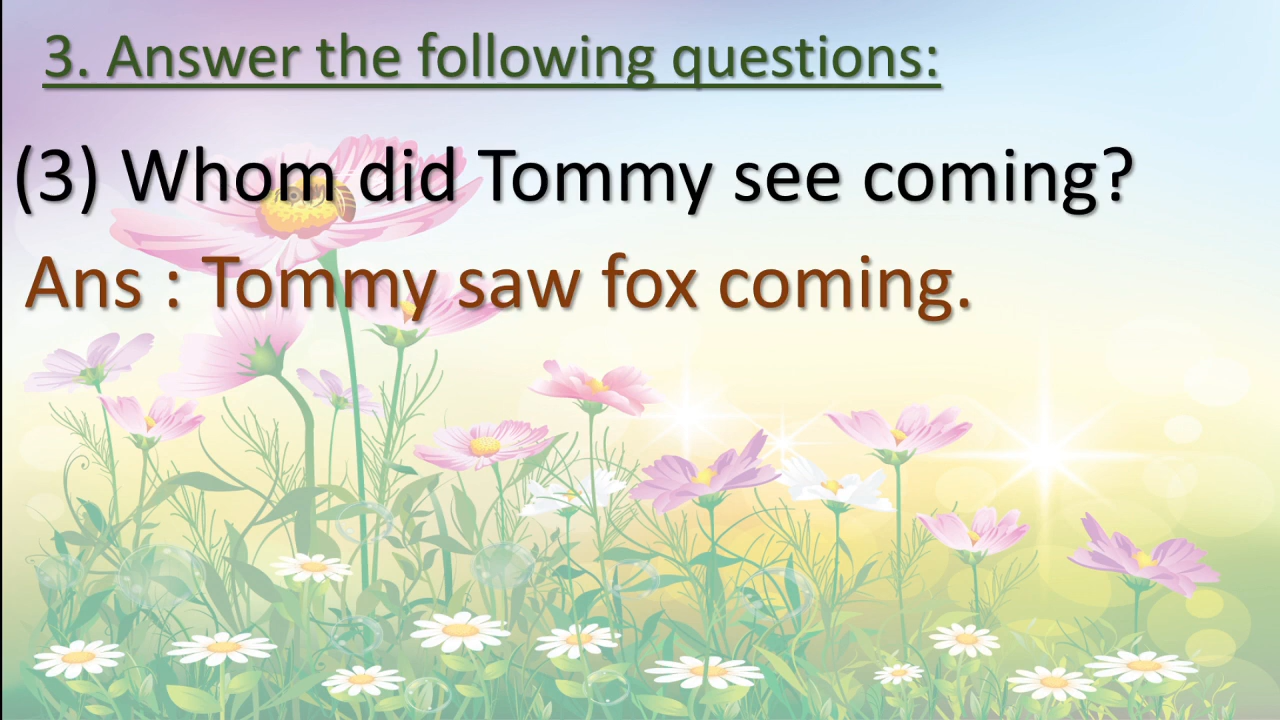 3. Answer the following questions:
(3) Whom did Tommy see coming?
Ans : Tommy saw fox coming.